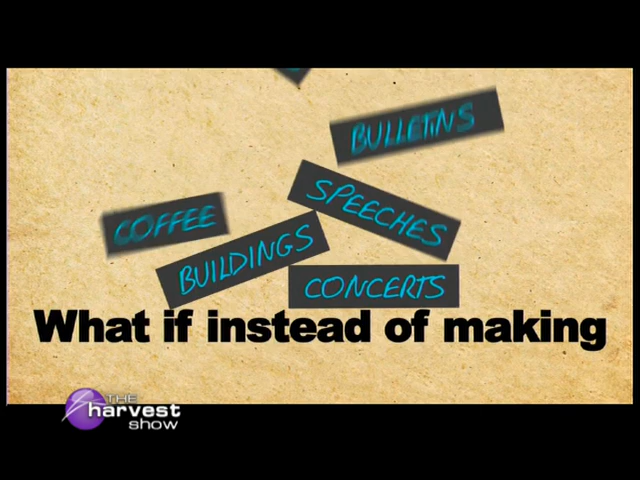 BULLETINS
SPEECHES
COFFEE
BUILDINGS
CONCERTS
What if instead of making
THE
harvest
show